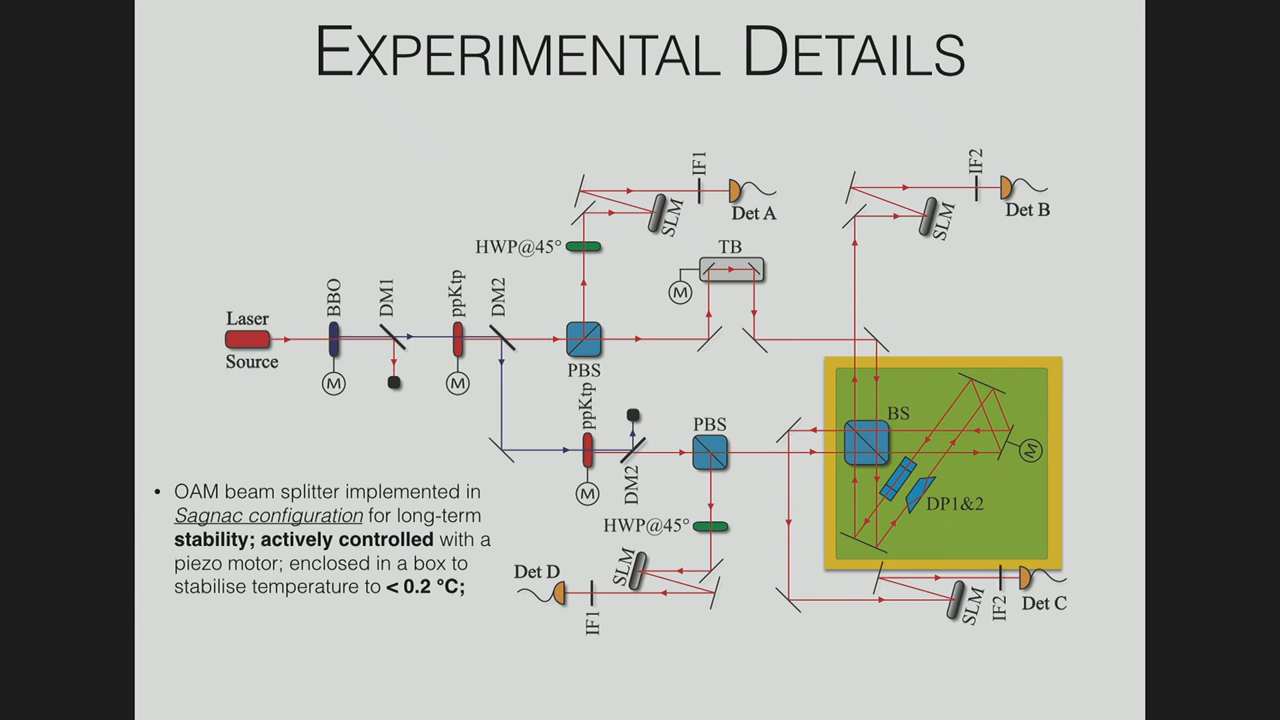 EXPERIMENTAL DETAILS
IF1
IF2
Det A
SLM
Det B
SLM
HWP@45°
TB
M
BBO
DM1
ppKtp
DM2
Laser
Source
M
M
PBS
ppKtp
PBS
BS
M
DM2
M
DP1&2
• OAM beam splitter implemented in
Sagnac configuration for long-term
stability; actively controlled with a
piezo motor; enclosed in a box to
stabilise temperature to < 0.2 °C;
HWP@45°
SLM
Det D
IF1
SLM
IF2
Det C